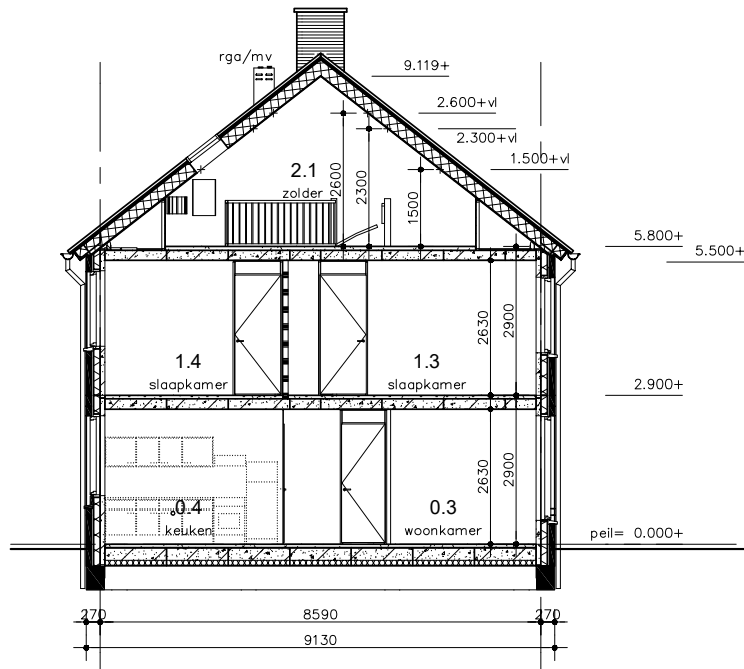 rga/mv
9.119+
2.600+vl
2.300+vl
1.500+vl
2.1
zolder
2600
2300
1500
5.800+
5.500+
1.4
slaapkamer
1.3
slaapkamer
2630
2900
2.900+
0.4
keuken
0.3
woonkamer
2630
2900
peil= 0.000+
270
8590
270
9130